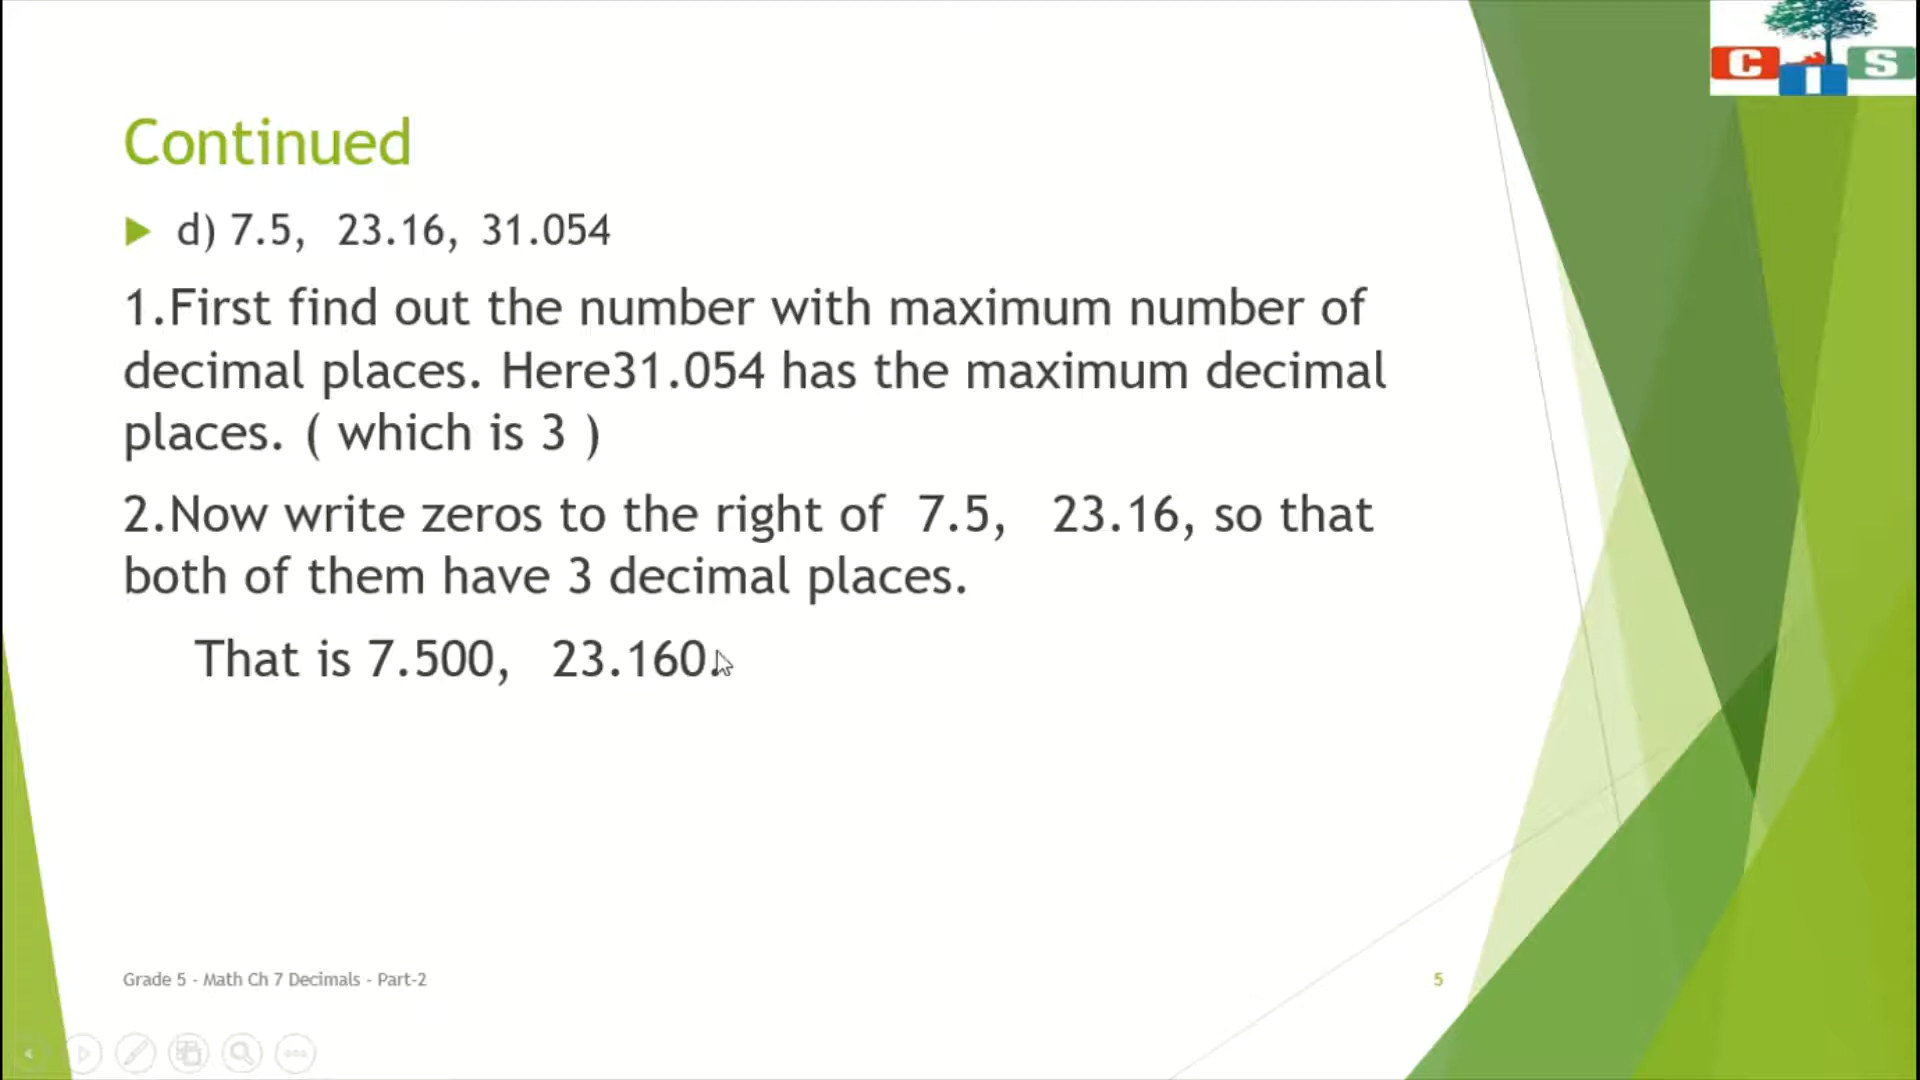 C I S
Continued
d) 7.5, 23.16, 31.054
1.First find out the number with maximum number of
decimal places. Here31.054 has the maximum decimal
places. ( which is 3 )
2.Now write zeros to the right of 7.5, 23.16, so that
both of them have 3 decimal places.
That is 7.500, 23.160.
Grade 5 - Math Ch 7 Decimals - Part-2
5